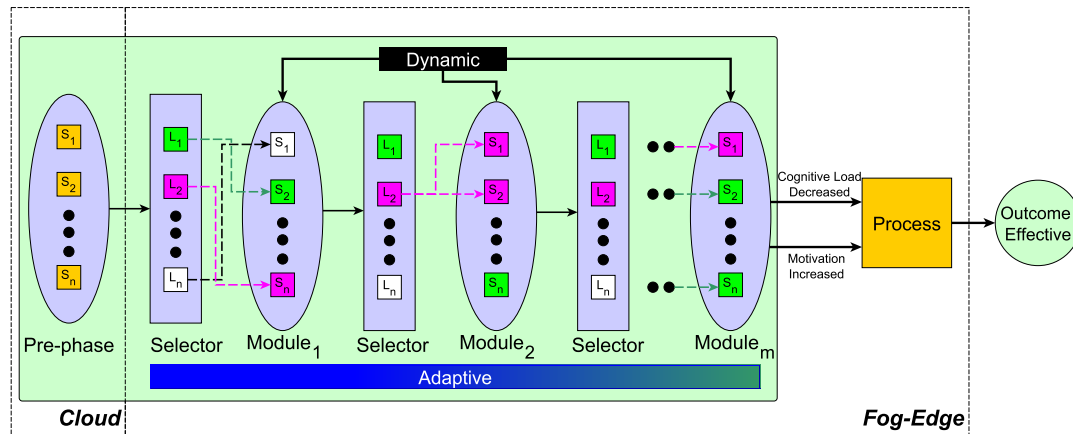 Dynamic
S1
S2
Sn
Pre-phase
L1
L2
Ln
Selector
S1
S2
Sn
Module1
L1
L2
Ln
Selector
S1
S2
Sn
Module2
L1
L2
Ln
Selector
S1
S2
Sn
Modulem
Adaptive
Cognitive Load
Decreased
Motivation
Increased
Process
Outcome
Effective
Cloud
Fog-Edge